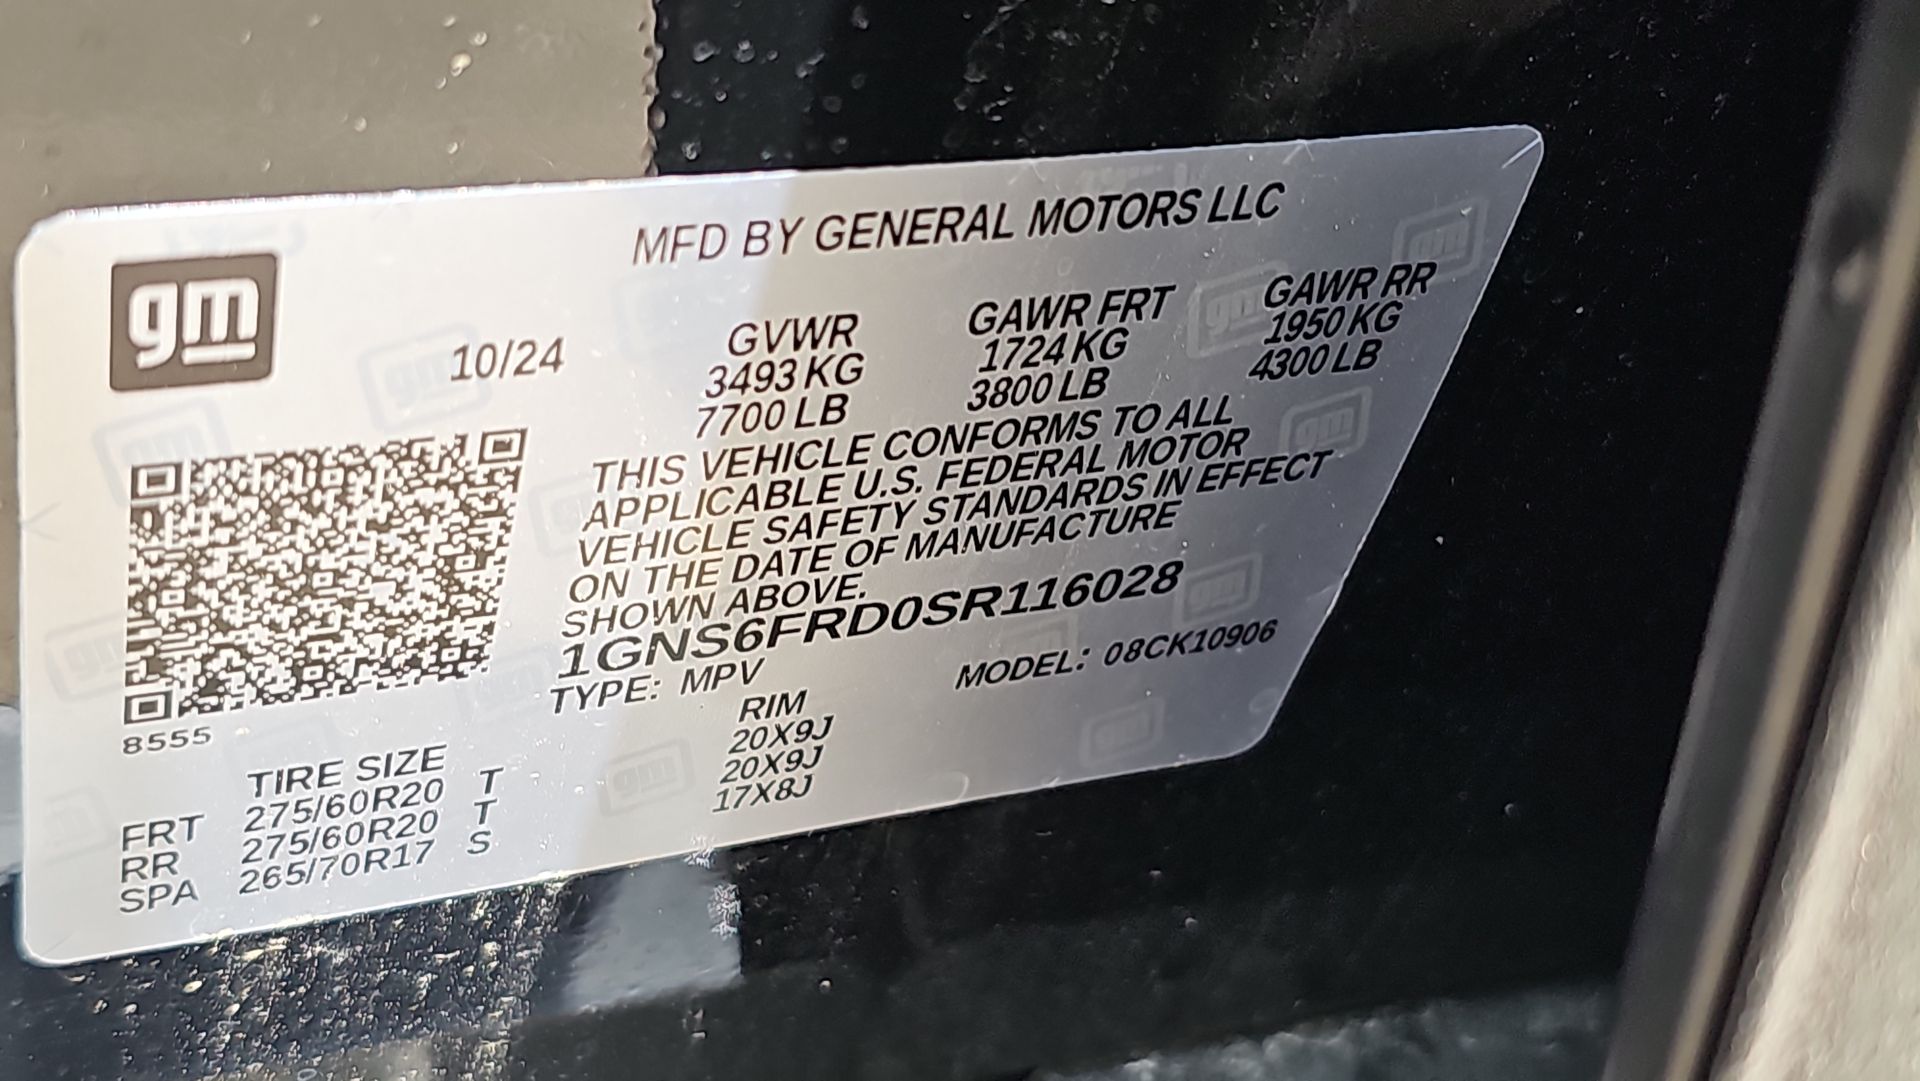 gm
MFD BY GENERAL MOTORS LLC
10/24
GVWR GAWR FRT GAWR RR
3493 KG 1724 KG 1950 KG
7700 LB 3800 LB 4300 LB
THIS VEHICLE CONFORMS TO ALL
APPLICABLE U.S. FEDERAL MOTOR
VEHICLE SAFETY STANDARDS IN EFFECT
ON THE DATE OF MANUFACTURE
SHOWN ABOVE.
1GNS6FRD0SR116028
TYPE: MPV MODEL: 08CK10906
8555
TIRE SIZE RIM
FRT 275/60R20 T 20X9J
RR 275/60R20 T 20X9J
SPA 265/70R17 S 17X8J